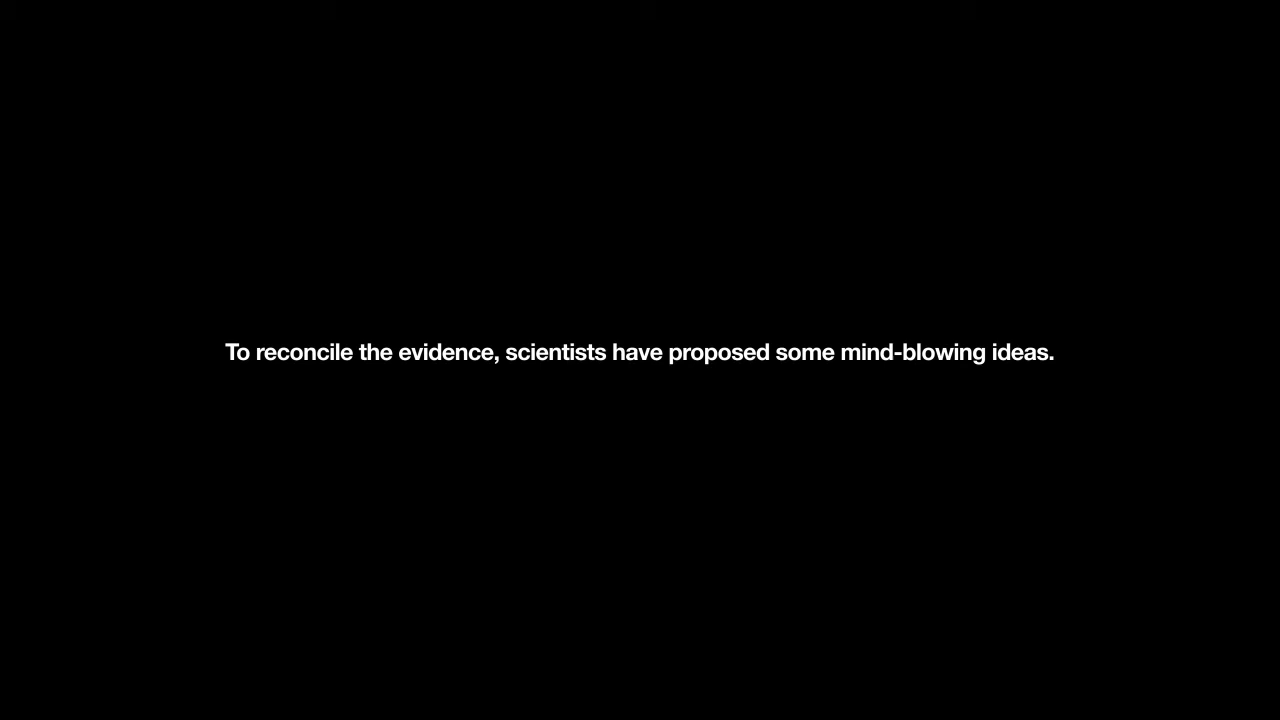 To reconcile the evidence, scientists have proposed some mind-blowing ideas.